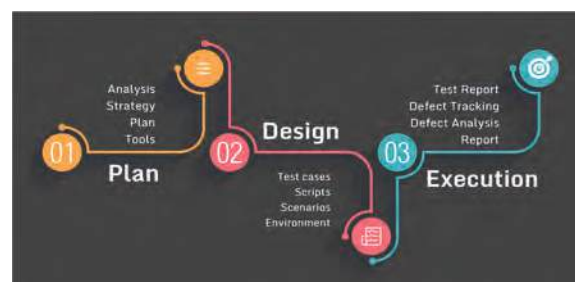 01
Plan
Analysis
Strategy
Plan
Tools
02
Design
Test cases
Scripts
Scenarios
Environment
03
Execution
Test Report
Defect Tracking
Defect Analysis
Report